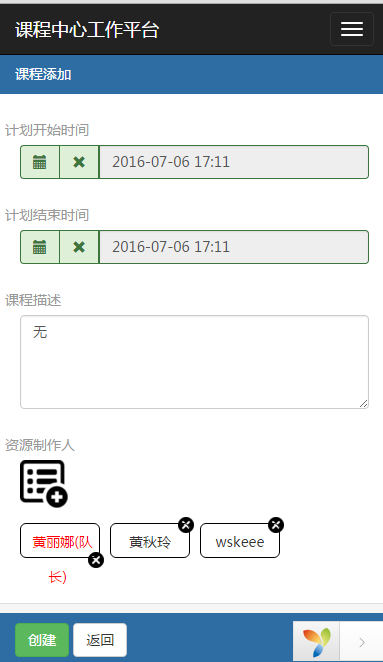 课程中心工作平台
课程添加
计划开始时间
2016-07-06 17:11
计划结束时间
2016-07-06 17:11
课程描述
无
资源制作人
黄丽娜(队
长)
黄秋玲
wskeee
创建
返回